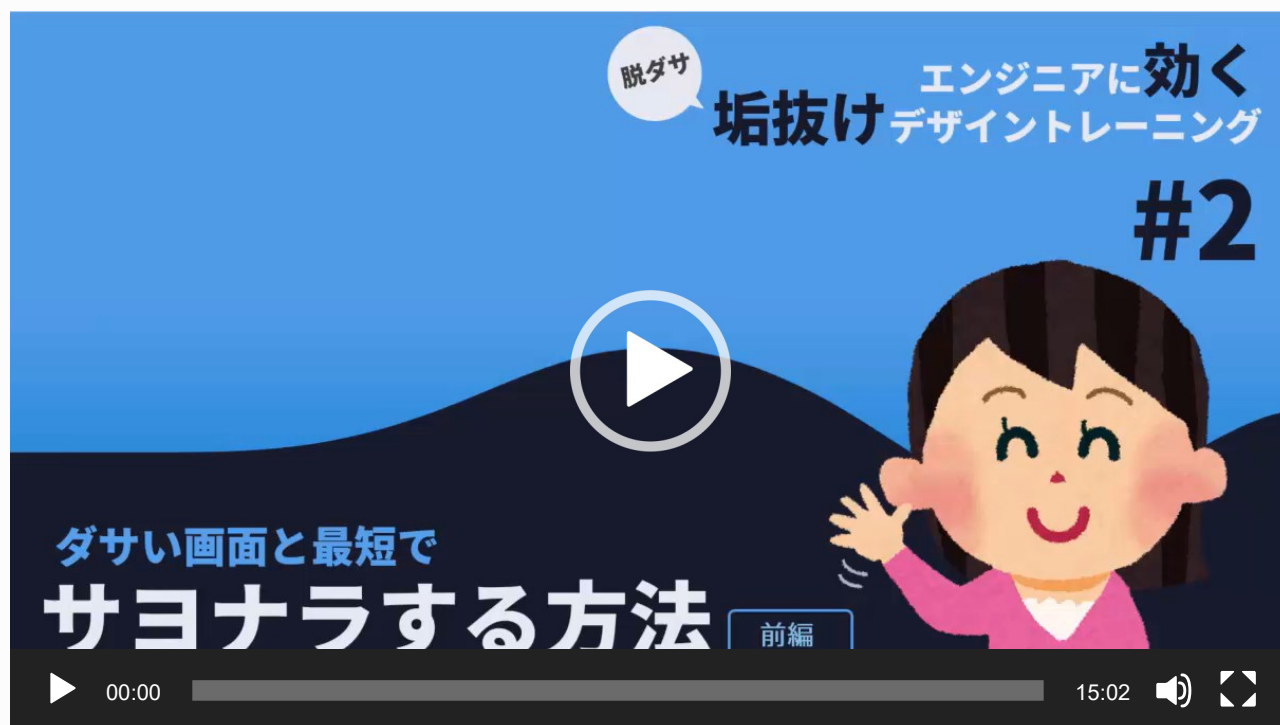 脱ダサ
エンジニアに効く
垢抜けデザイントレーニング
#2
ダサい画面と最短で
サヨナラする方法
前編
00:00
15:02